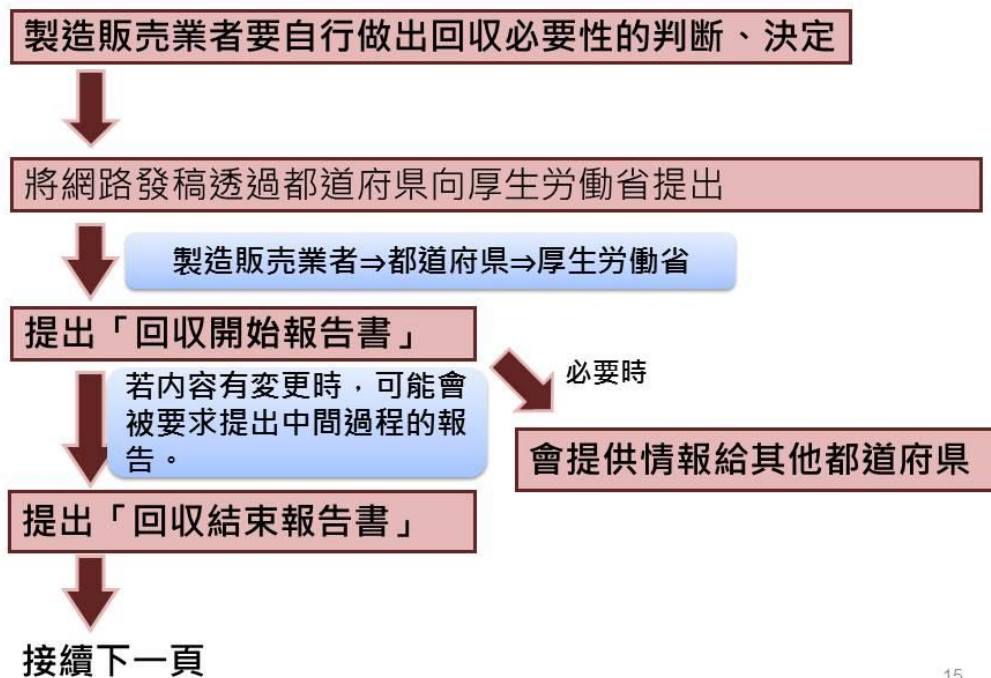 製造販売業者要自行做出回収必要性的判断、決定
將網路發稿透過都道府県向厚生労働省提出
製造販売業者⇒都道府県⇒厚生労働省
提出「回収開始報告書」
必要時
若内容有変更時，可能會
被要求提出中間過程的報
告。
會提供情報給其他都道府県
提出「回収結束報告書」
接續下一頁
15